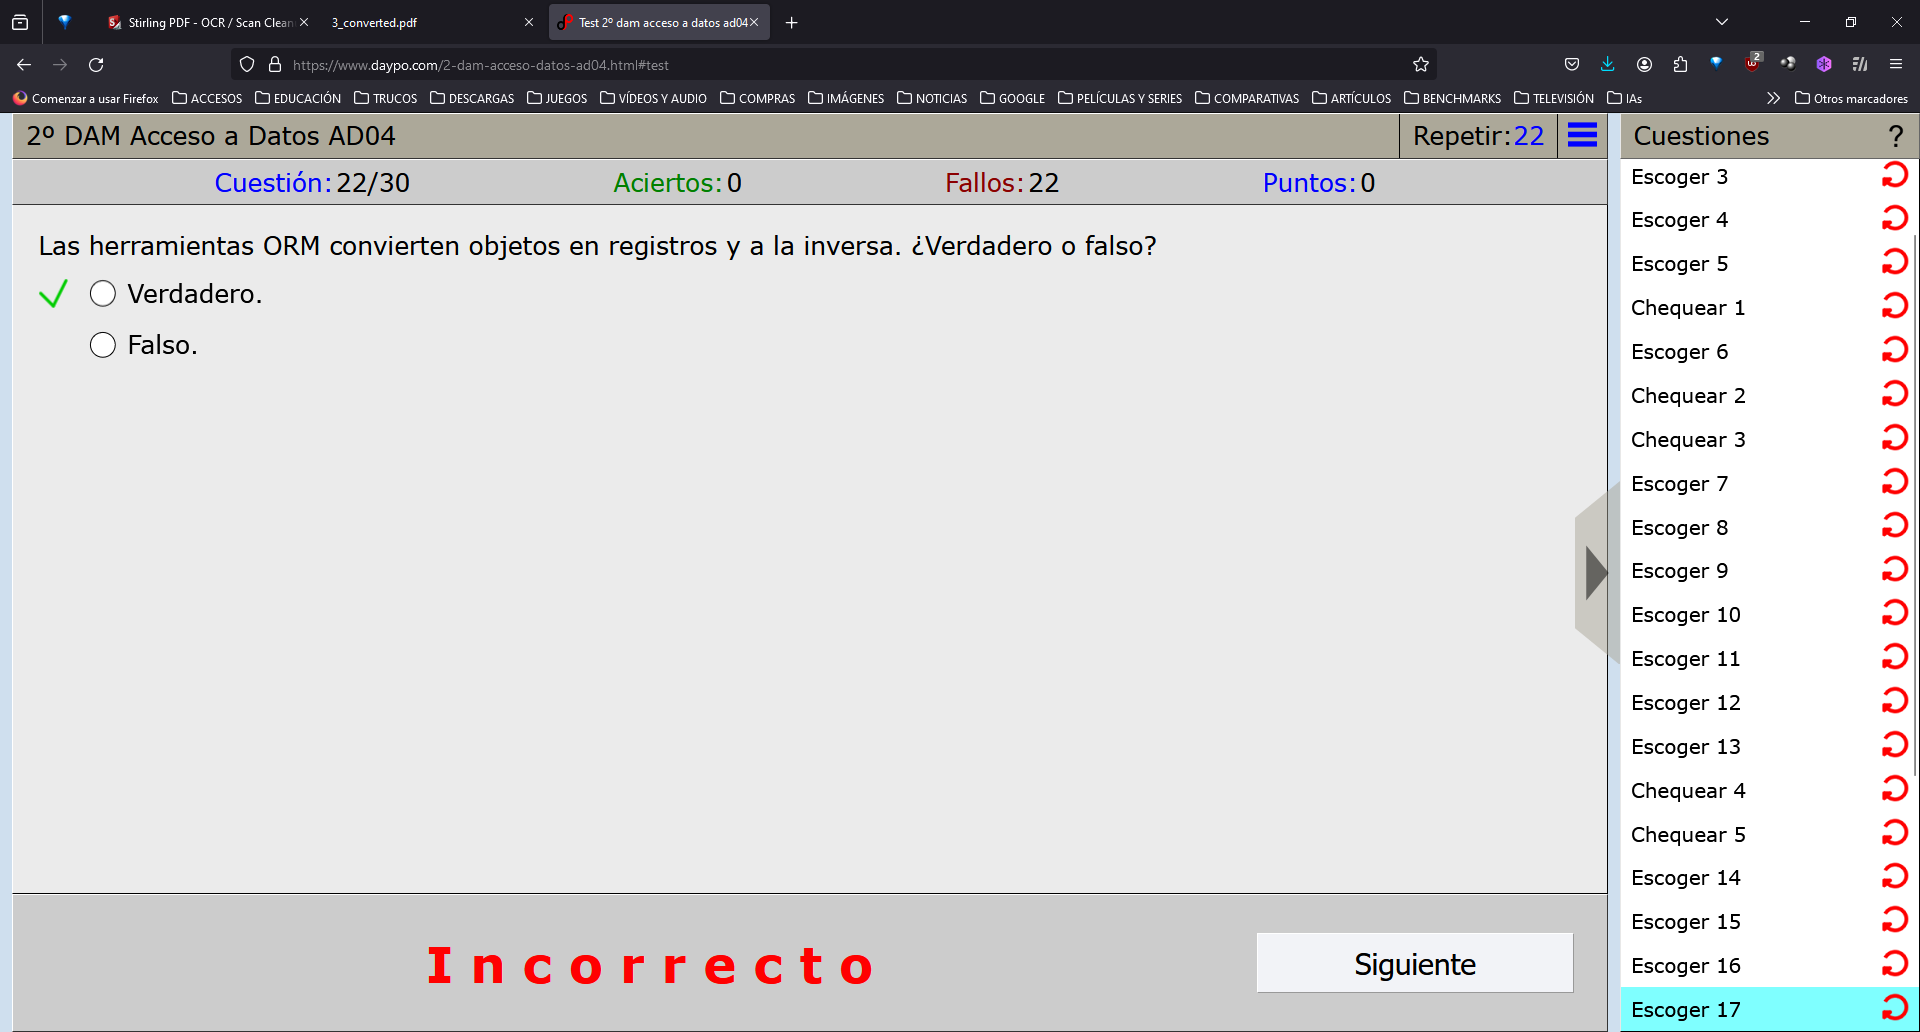 Stirling PDF - OCR / Scan Clean
3_converted.pdf
Test 2º dam acceso a datos ad04
https://www.daypo.com/2-dam-acceso-datos-ad04.html#test
2
Comenzar a usar Firefox
ACCESOS
EDUCACIÓN
TRUCOS
DESCARGAS
JUEGOS
VÍDEOS Y AUDIO
COMPRAS
IMÁGENES
NOTICIAS
GOOGLE
PELÍCULAS Y SERIES
COMPARATIVAS
ARTÍCULOS
BENCHMARKS
TELEVISIÓN
IAs
Otros marcadores
2º DAM Acceso a Datos AD04
Repetir:22
Cuestión:22/30
Aciertos:0
Fallos:22
Puntos:0
Las herramientas ORM convierten objetos en registros y a la inversa. ¿Verdadero o falso?
Verdadero.
Falso.
Incorrecto
Siguiente
Cuestiones
?
Escoger 3
Escoger 4
Escoger 5
Chequear 1
Escoger 6
Chequear 2
Chequear 3
Escoger 7
Escoger 8
Escoger 9
Escoger 10
Escoger 11
Escoger 12
Escoger 13
Chequear 4
Chequear 5
Escoger 14
Escoger 15
Escoger 16
Escoger 17